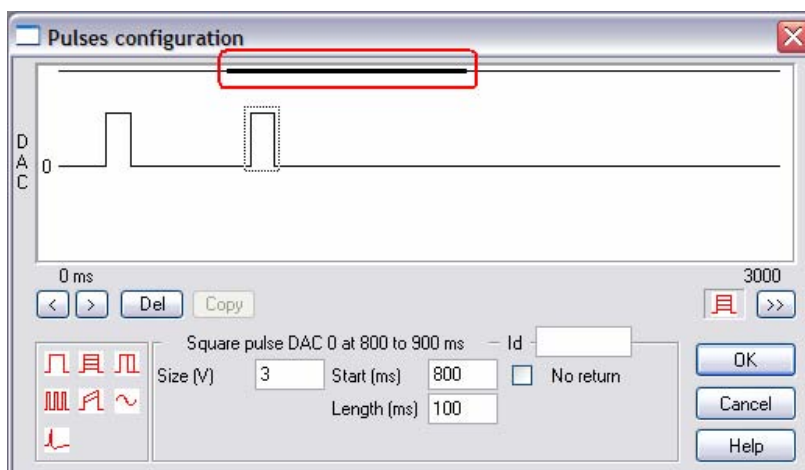 Pulses configuration
DAC
0
0 ms
3000
<
>
Del
Copy
>>
Square pulse DAC 0 at 800 to 900 ms
Id
Size (V)
3
Start (ms)
800
No return
Length (ms)
100
OK
Cancel
Help